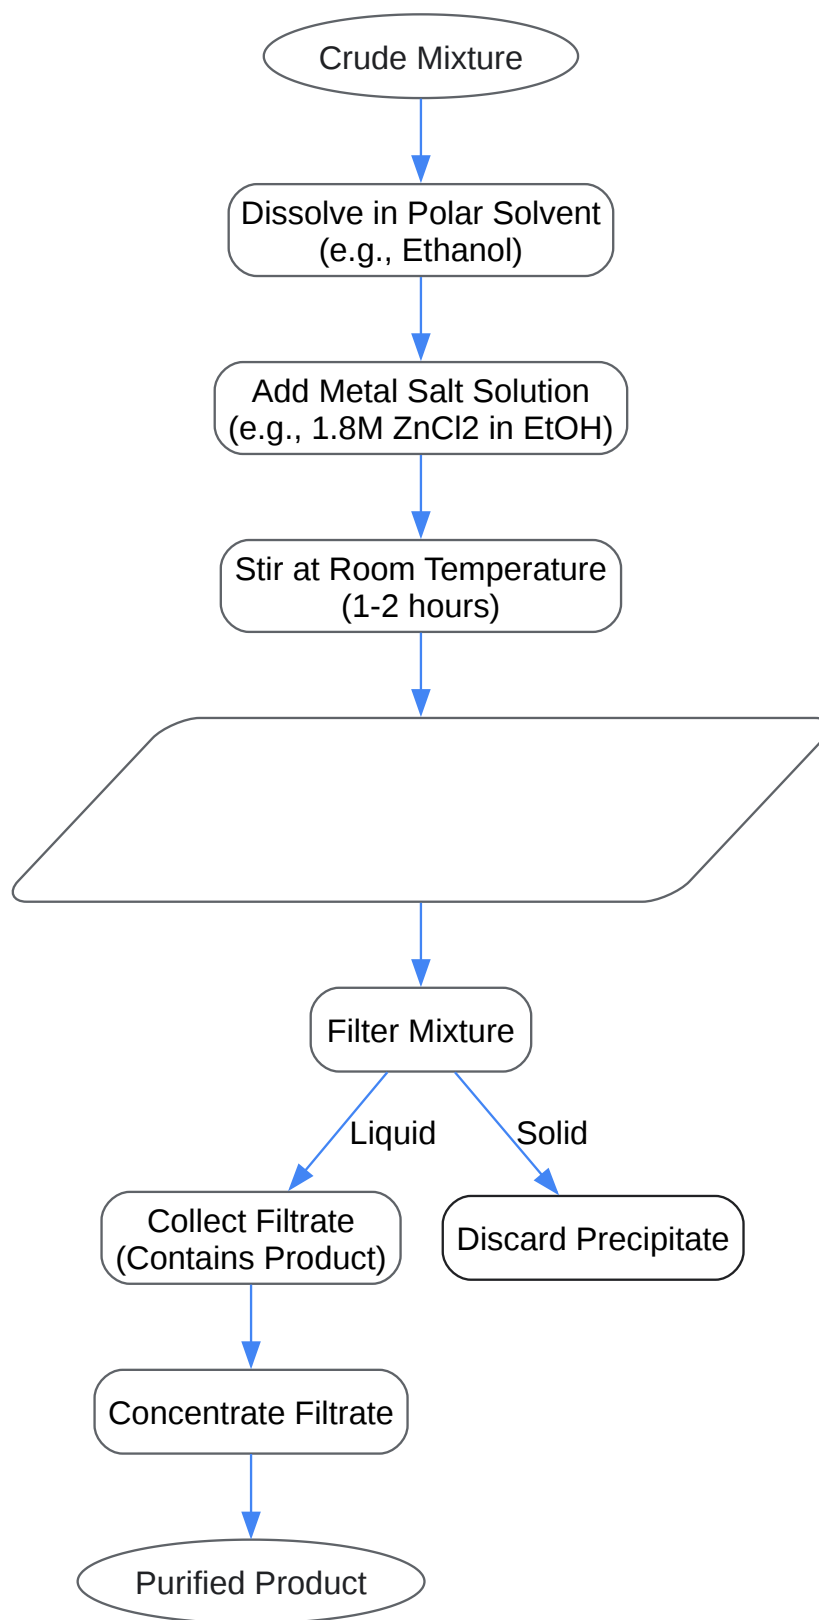 Crude Mixture
Dissolve in Polar Solvent
(e.g., Ethanol)
Add Metal Salt Solution
(e.g., 1.8M ZnCl2 in EtOH)
Stir at Room Temperature
(1-2 hours)
Filter Mixture
Liquid
Solid
Collect Filtrate
(Contains Product)
Discard Precipitate
Concentrate Filtrate
Purified Product